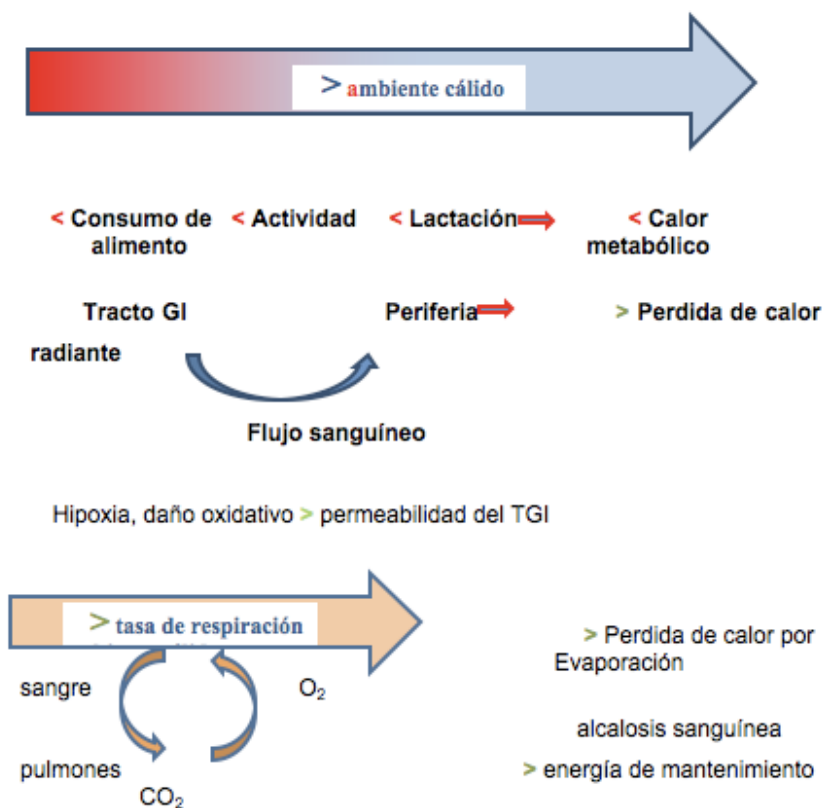 > ambiente cálido
< Consumo de alimento
< Actividad
< Lactación
< Calor metabólico
Tracto GI
Periferia
> Perdida de calor
radiante
Flujo sanguíneo
Hipoxia, daño oxidativo > permeabilidad del TGI
> tasa de respiración
> Perdida de calor por
Evaporación
sangre
O₂
alcalosis sanguínea
pulmones
> energía de mantenimiento
CO₂